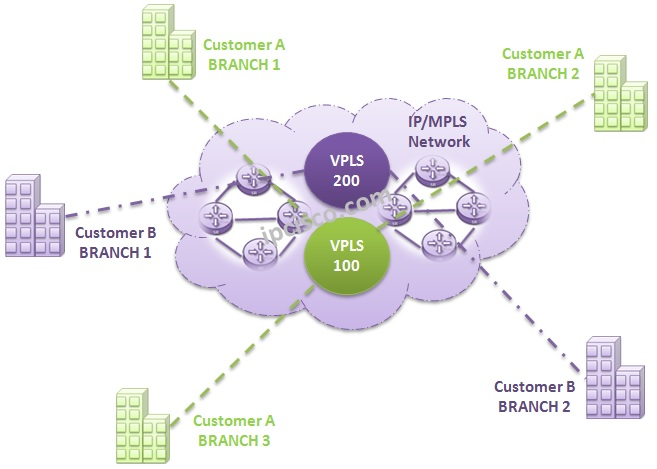 Customer A
BRANCH 1
Customer A
BRANCH 2
IP/MPLS
Network
VPLS
200
Customer B
BRANCH 1
ipcisco.com
VPLS
100
Customer B
BRANCH 2
Customer A
BRANCH 3